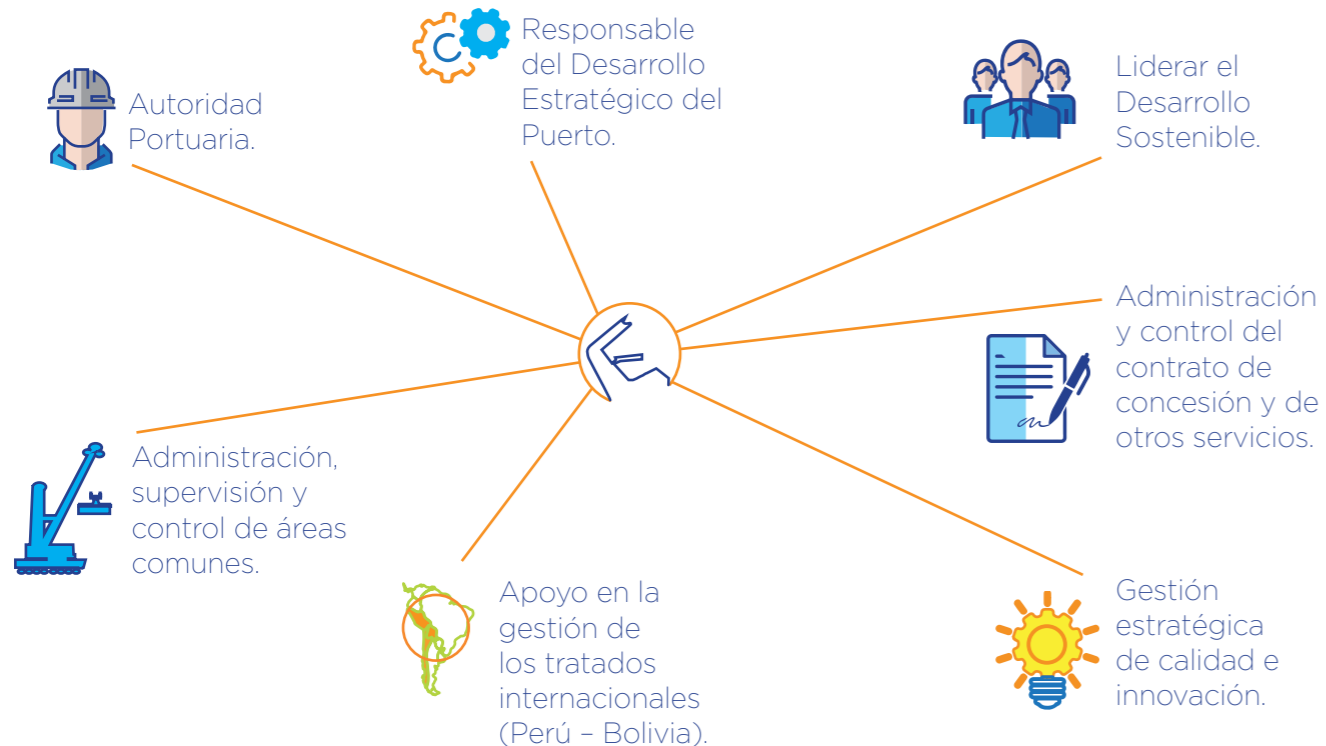 Autoridad
Portuaria.
Responsable
del Desarrollo
Estratégico del
Puerto.
Liderar el
Desarrollo
Sostenible.
Administración
y control del
contrato de
concesión y de
otros servicios.
Administración,
supervisión y
control de áreas
comunes.
Apoyo en la
gestión de
los tratados
internacionales
(Perú – Bolivia).
Gestión
estratégica
de calidad e
innovación.